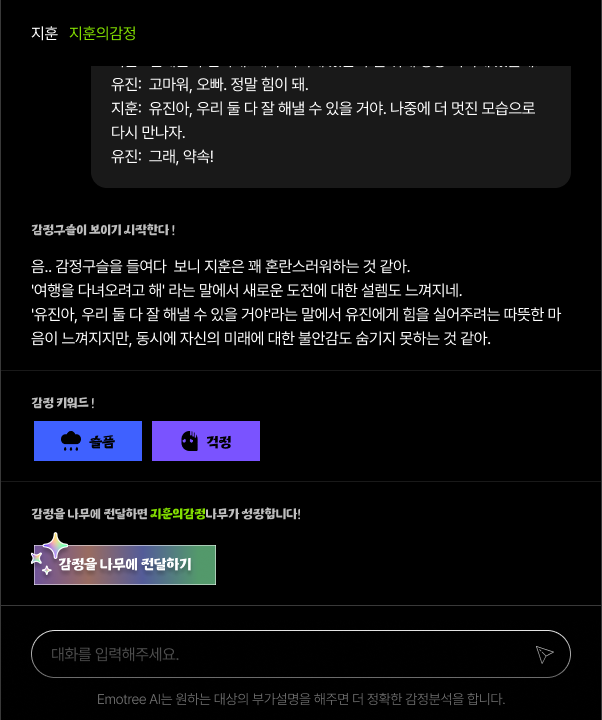 지훈 지훈의감정
유진: 고마워, 오빠. 정말 힘이 돼.
지훈: 유진아, 우리 둘 다 잘 해낼 수 있을 거야. 나중에 더 멋진 모습으로
다시 만나자.
유진: 그래, 약속!
감정구슬이 보이기 시작한다 !
음.. 감정구슬을 들여다 보니 지훈은 꽤 혼란스러워하는 것 같아.
'여행을 다녀오려고 해' 라는 말에서 새로운 도전에 대한 설렘도 느껴지네.
'유진아, 우리 둘 다 잘 해낼 수 있을 거야'라는 말에서 유진에게 힘을 실어주려는 따뜻한 마
음이 느껴지지만, 동시에 자신의 미래에 대한 불안감도 숨기지 못하는 것 같아.
감정 키워드 !
슬픔 걱정
감정을 나무에 전달하면 지훈의감정나무가 성장합니다!
감정을 나무에 전달하기
대화를 입력해주세요.
Emotree AI는 원하는 대상의 부가설명을 해주면 더 정확한 감정분석을 합니다.